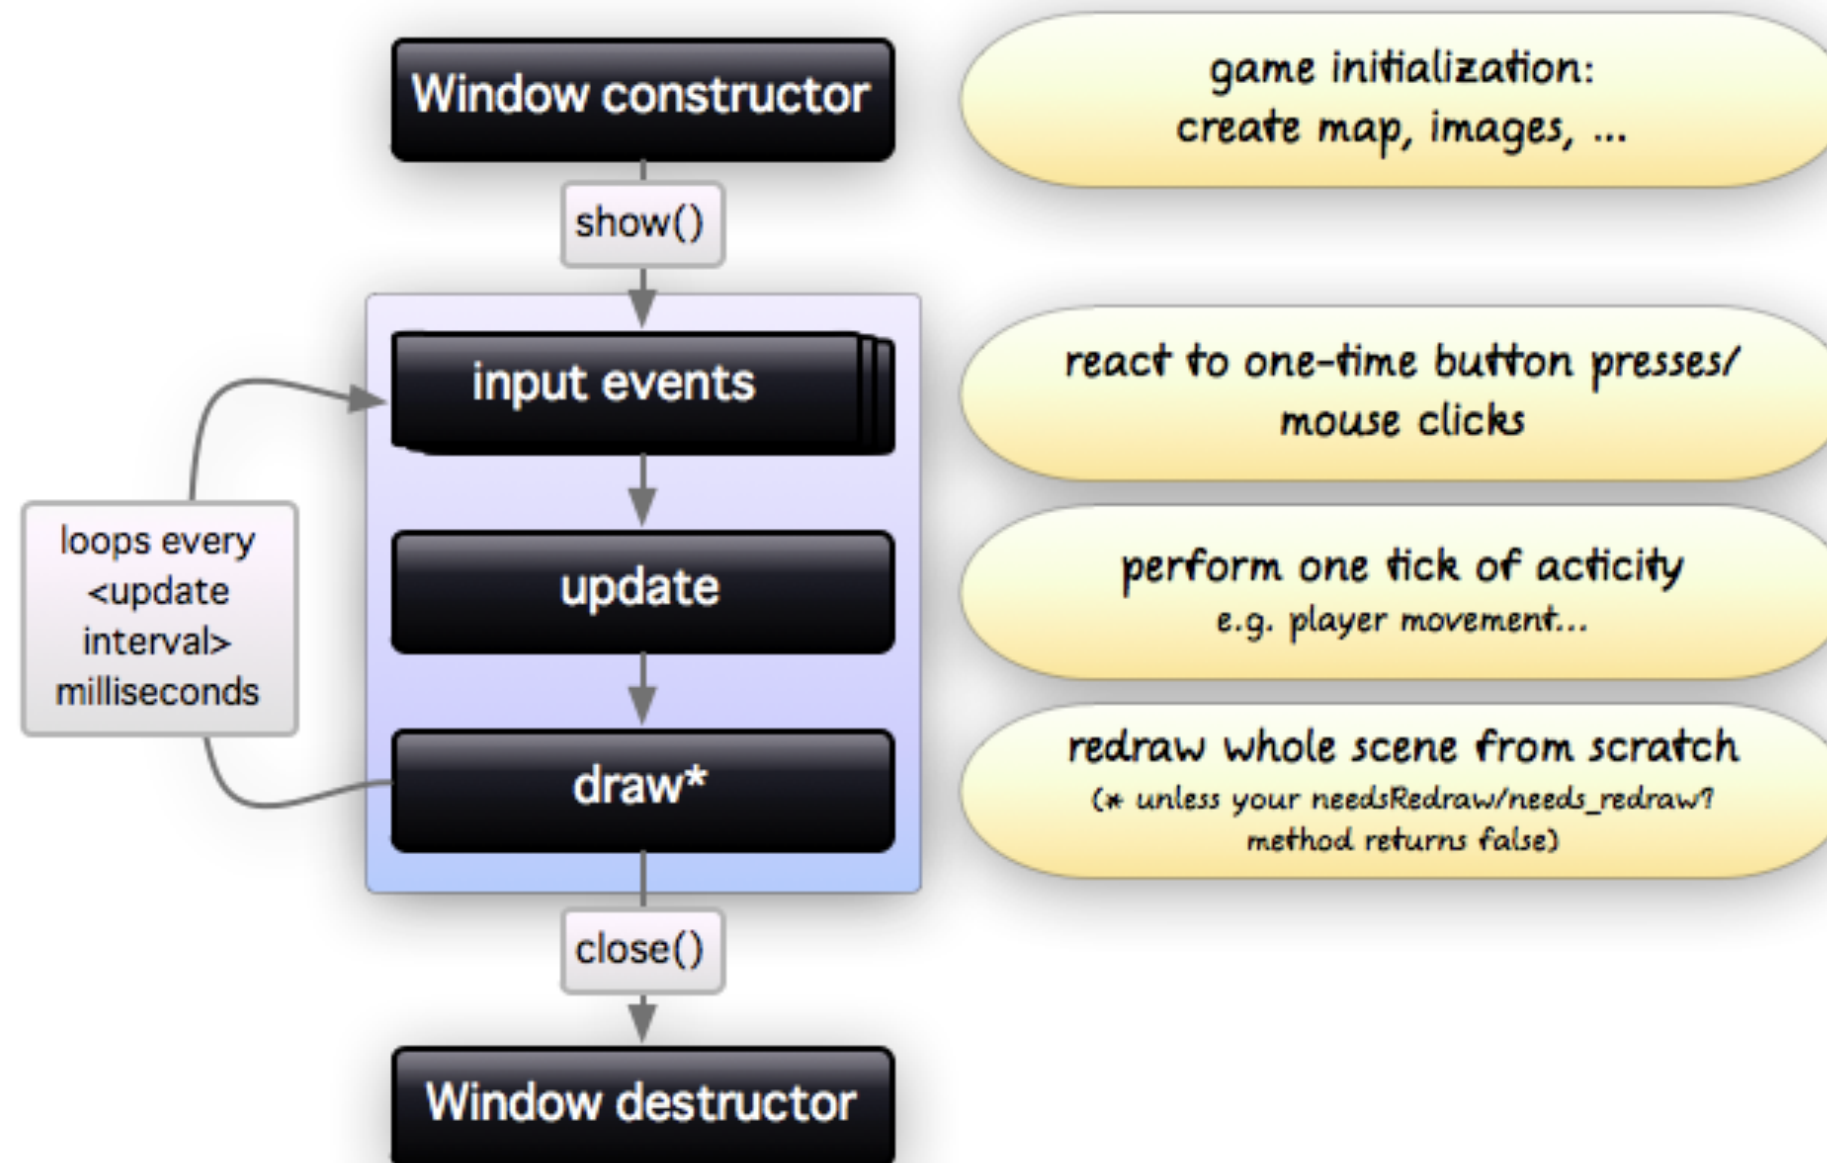 Window constructor
game initialization:
create map, images, ...
show()
input events
react to one-time button presses/
mouse clicks
loops every
<update
interval>
milliseconds
update
perform one tick of acticity
e.g. player movement...
draw*
redraw whole scene from scratch
(* unless your needsRedraw/needs_redraw?
method returns false)
close()
Window destructor